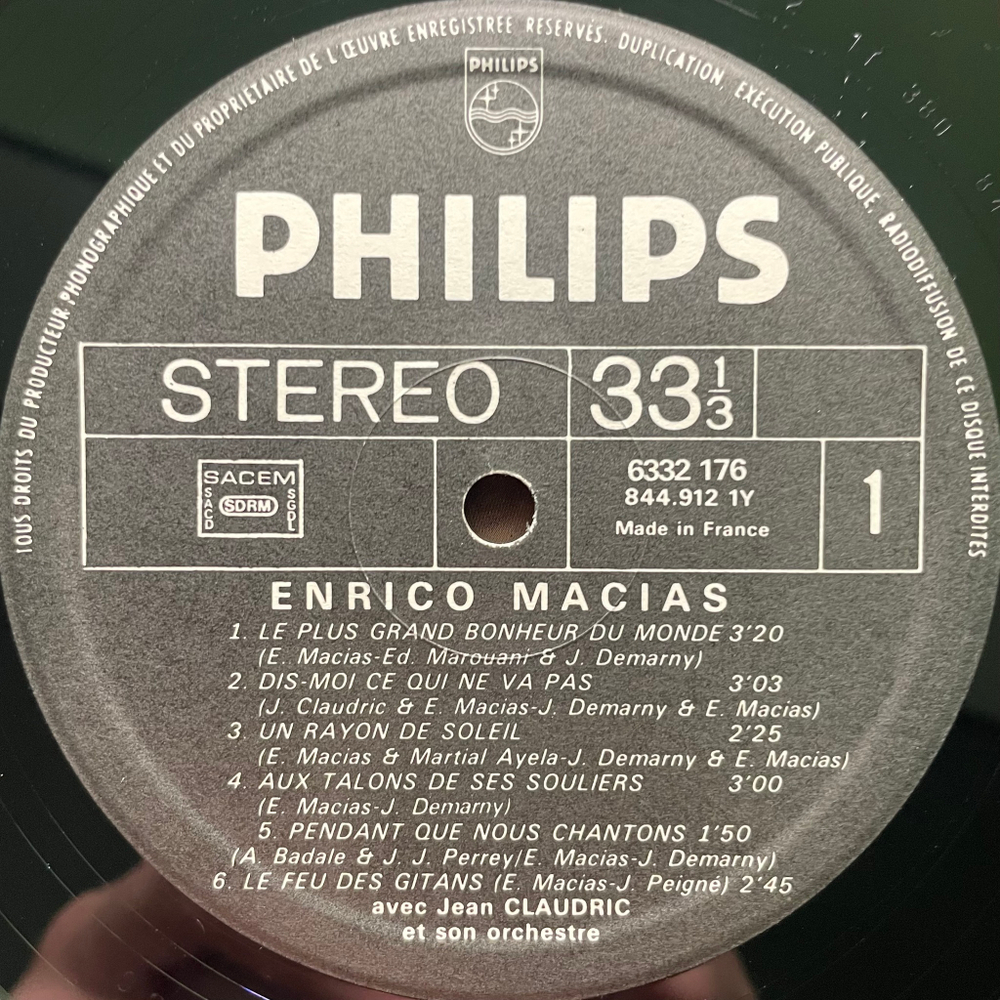 TOUS DROITS DU PRODUCTEUR PHONOGRAPHIQUE ET DU PROPRIETAIRE DE L'ŒUVRE ENREGISTREE RESERVES. DUPLICATION, EXECUTION PUBLIQUE, RADIODIFFUSION DE CE DISQUE INTERDITES
PHILIPS
PHILIPS
STEREO
33 1/3
SACEM
SACD
SDRM
SGDL
6332 176
844.912 1Y
Made in France
1
ENRICO MACIAS
1. LE PLUS GRAND BONHEUR DU MONDE 3'20
(E. Macias-Ed. Marouani & J. Demarny)
2. DIS-MOI CE QUI NE VA PAS 3'03
(J. Claudric & E. Macias-J. Demarny & E. Macias)
3. UN RAYON DE SOLEIL 2'25
(E. Macias & Martial Ayela-J. Demarny & E. Macias)
4. AUX TALONS DE SES SOULIERS 3'00
(E. Macias-J. Demarny)
5. PENDANT QUE NOUS CHANTONS 1'50
(A. Badale & J. J. Perrey/E. Macias-J. Demarny)
6. LE FEU DES GITANS (E. Macias-J. Peigné) 2'45
avec Jean CLAUDRIC
et son orchestre